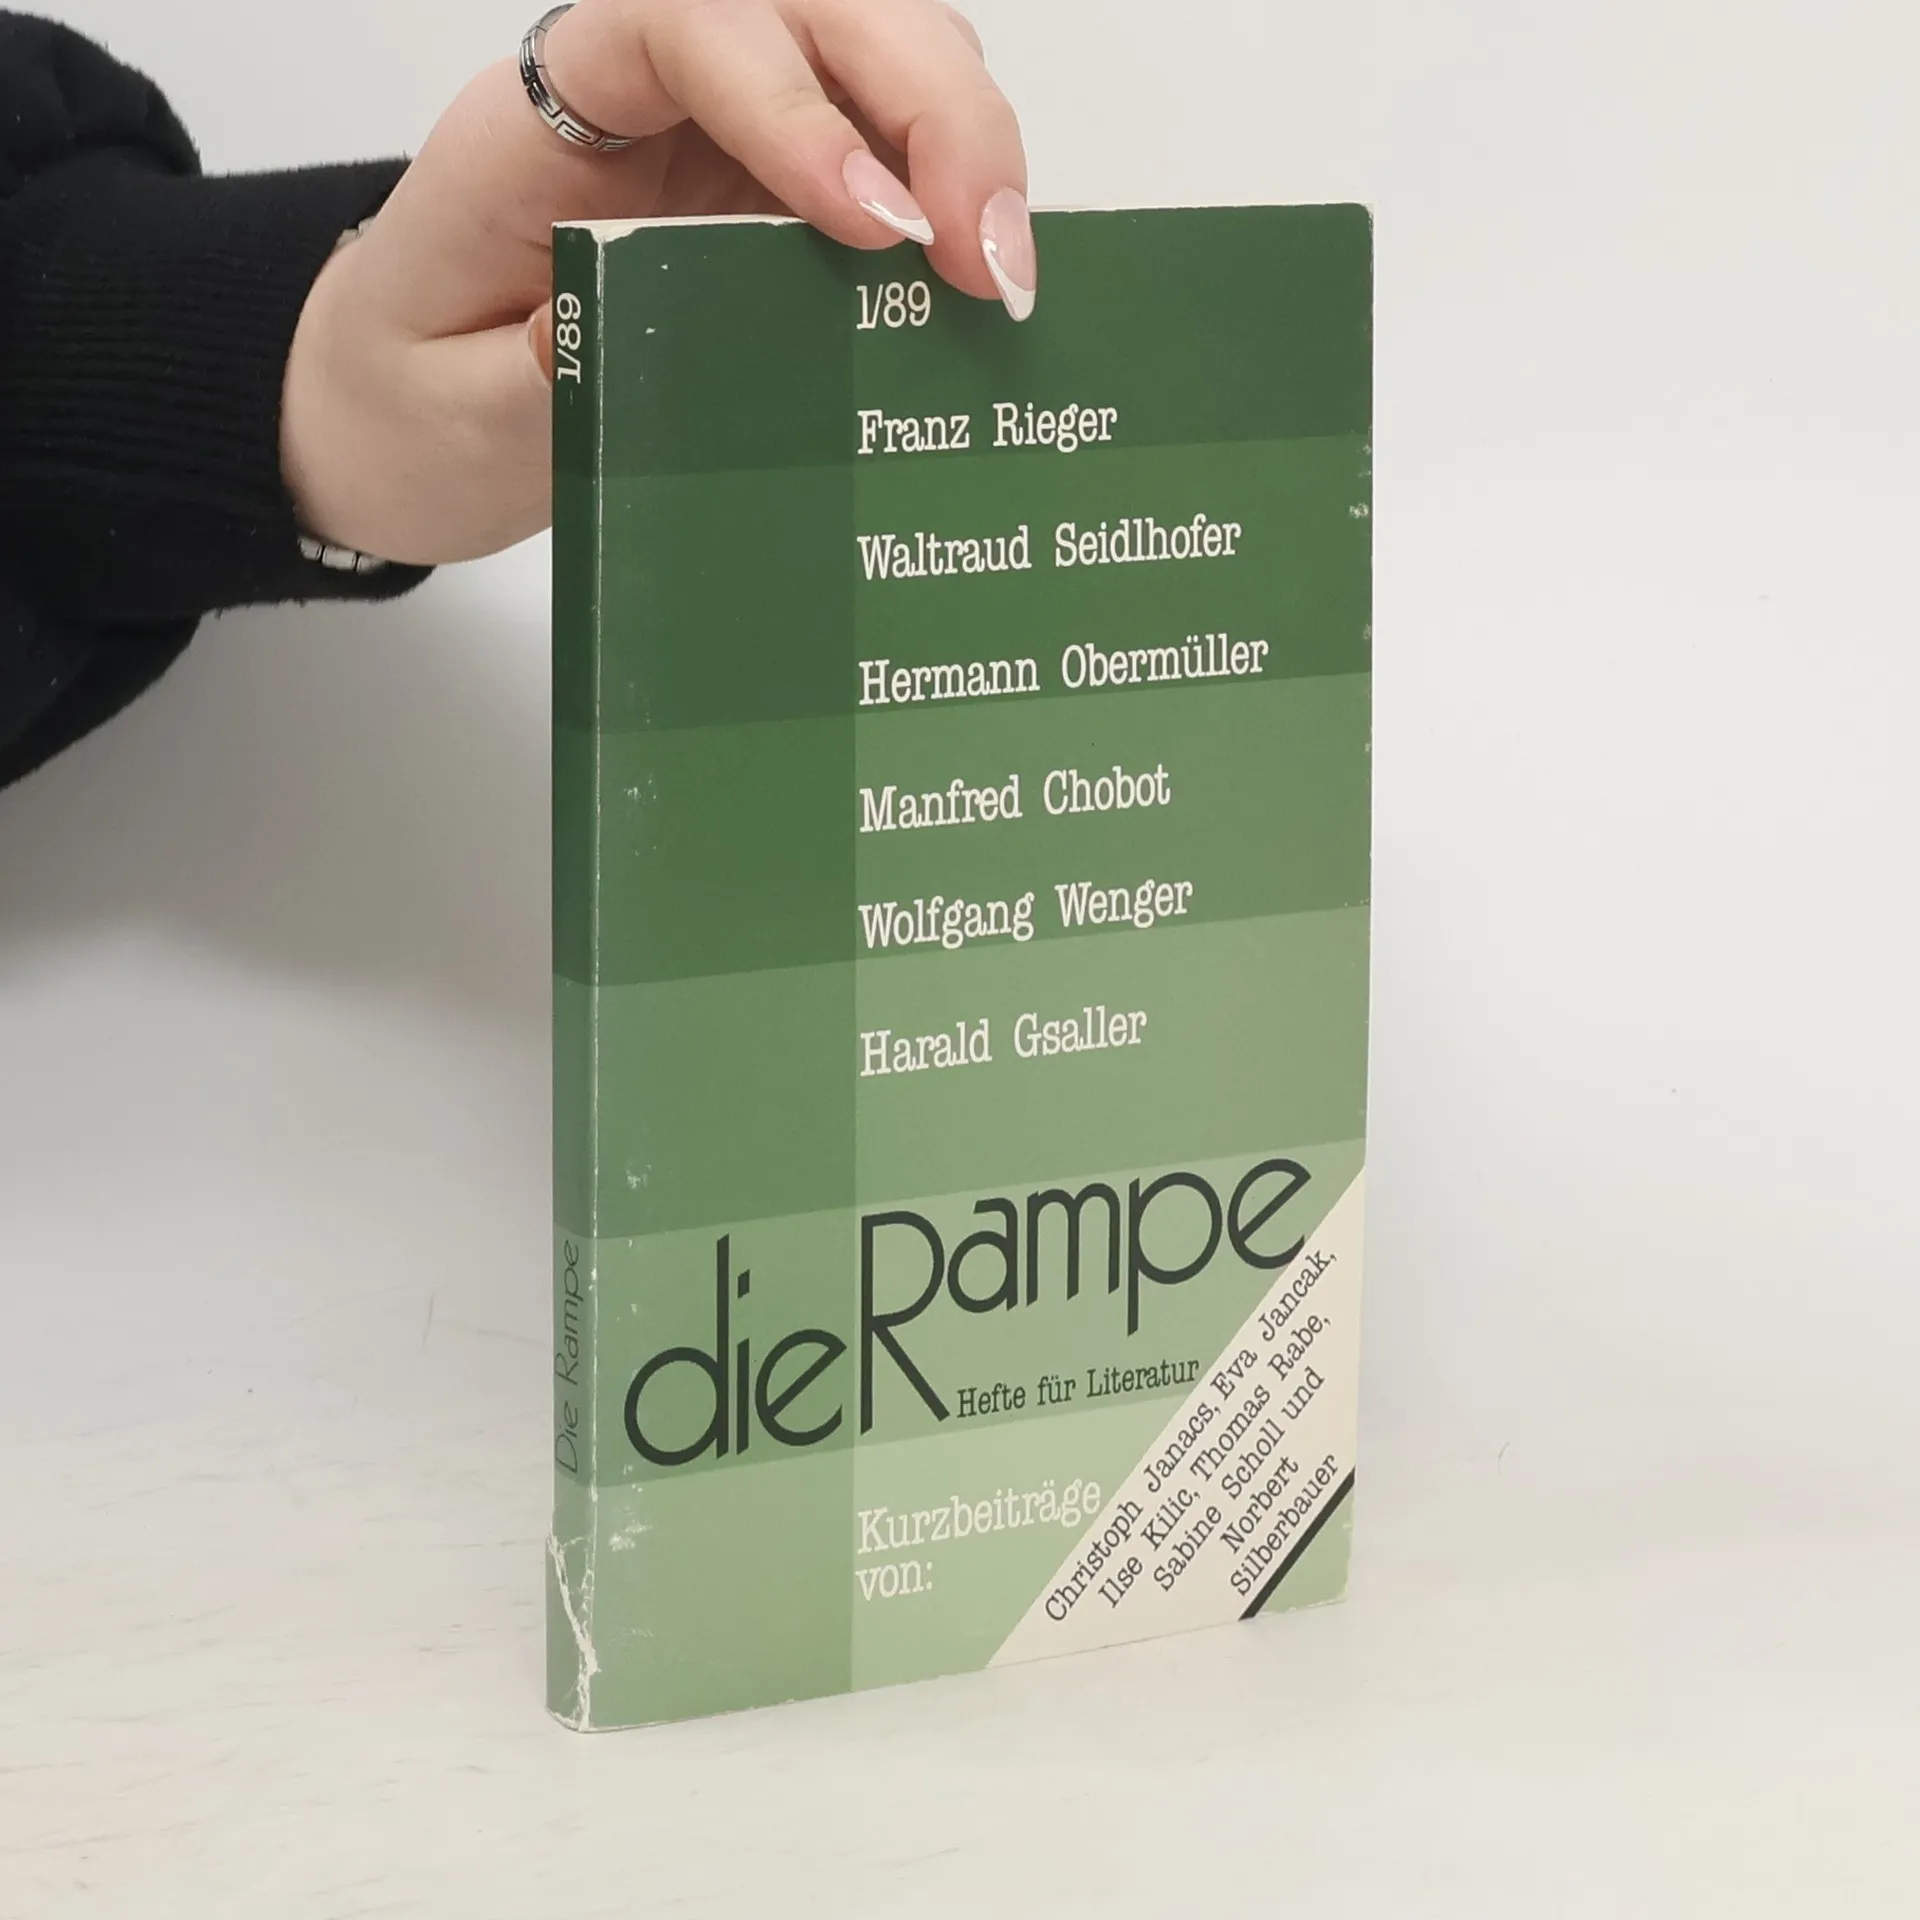 1/89
Franz Rieger
Waltraud Seidlhofer
Hermann Obermüller
Manfred Chobot
Wolfgang Wenger
Harald Gsaller
die Rampe
Hefte für Literatur
Kurzbeiträge
von:
Christoph Janacs, Eva Jancak,
Ilse Kilic, Thomas Rabe,
Sabine Scholl und
Norbert
Silberbauer
1/89
Die Rampe